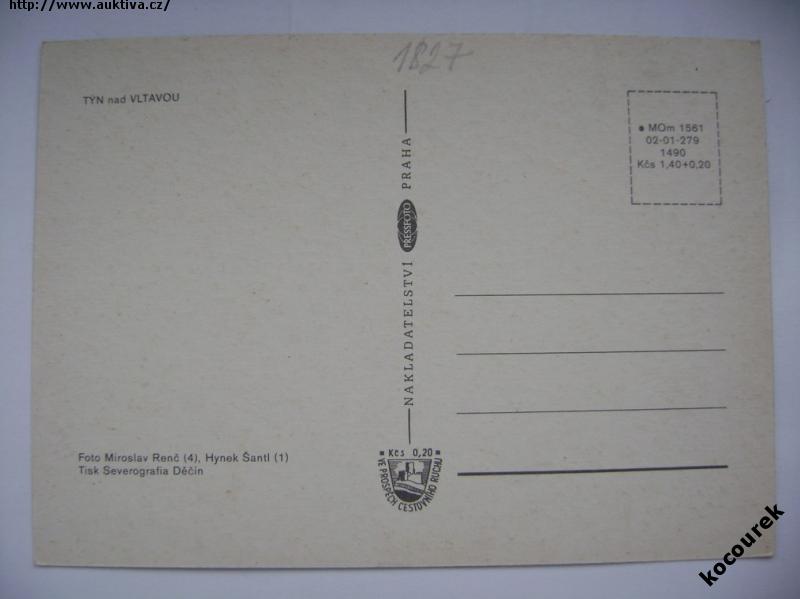 http://www.auktiva.cz/
1827
TÝN nad VLTAVOU
MOm 1561
02-01-279
1490
Kčs 1,40+0,20
NAKLADATELSTVÍ PRESSFOTO PRAHA
Foto Miroslav Renč (4), Hynek Šantl (1)
Tisk Severografia Děčín
Kčs 0,20
VE PROSPĚCH CESTOVNÍHO RUCHU
kocourek